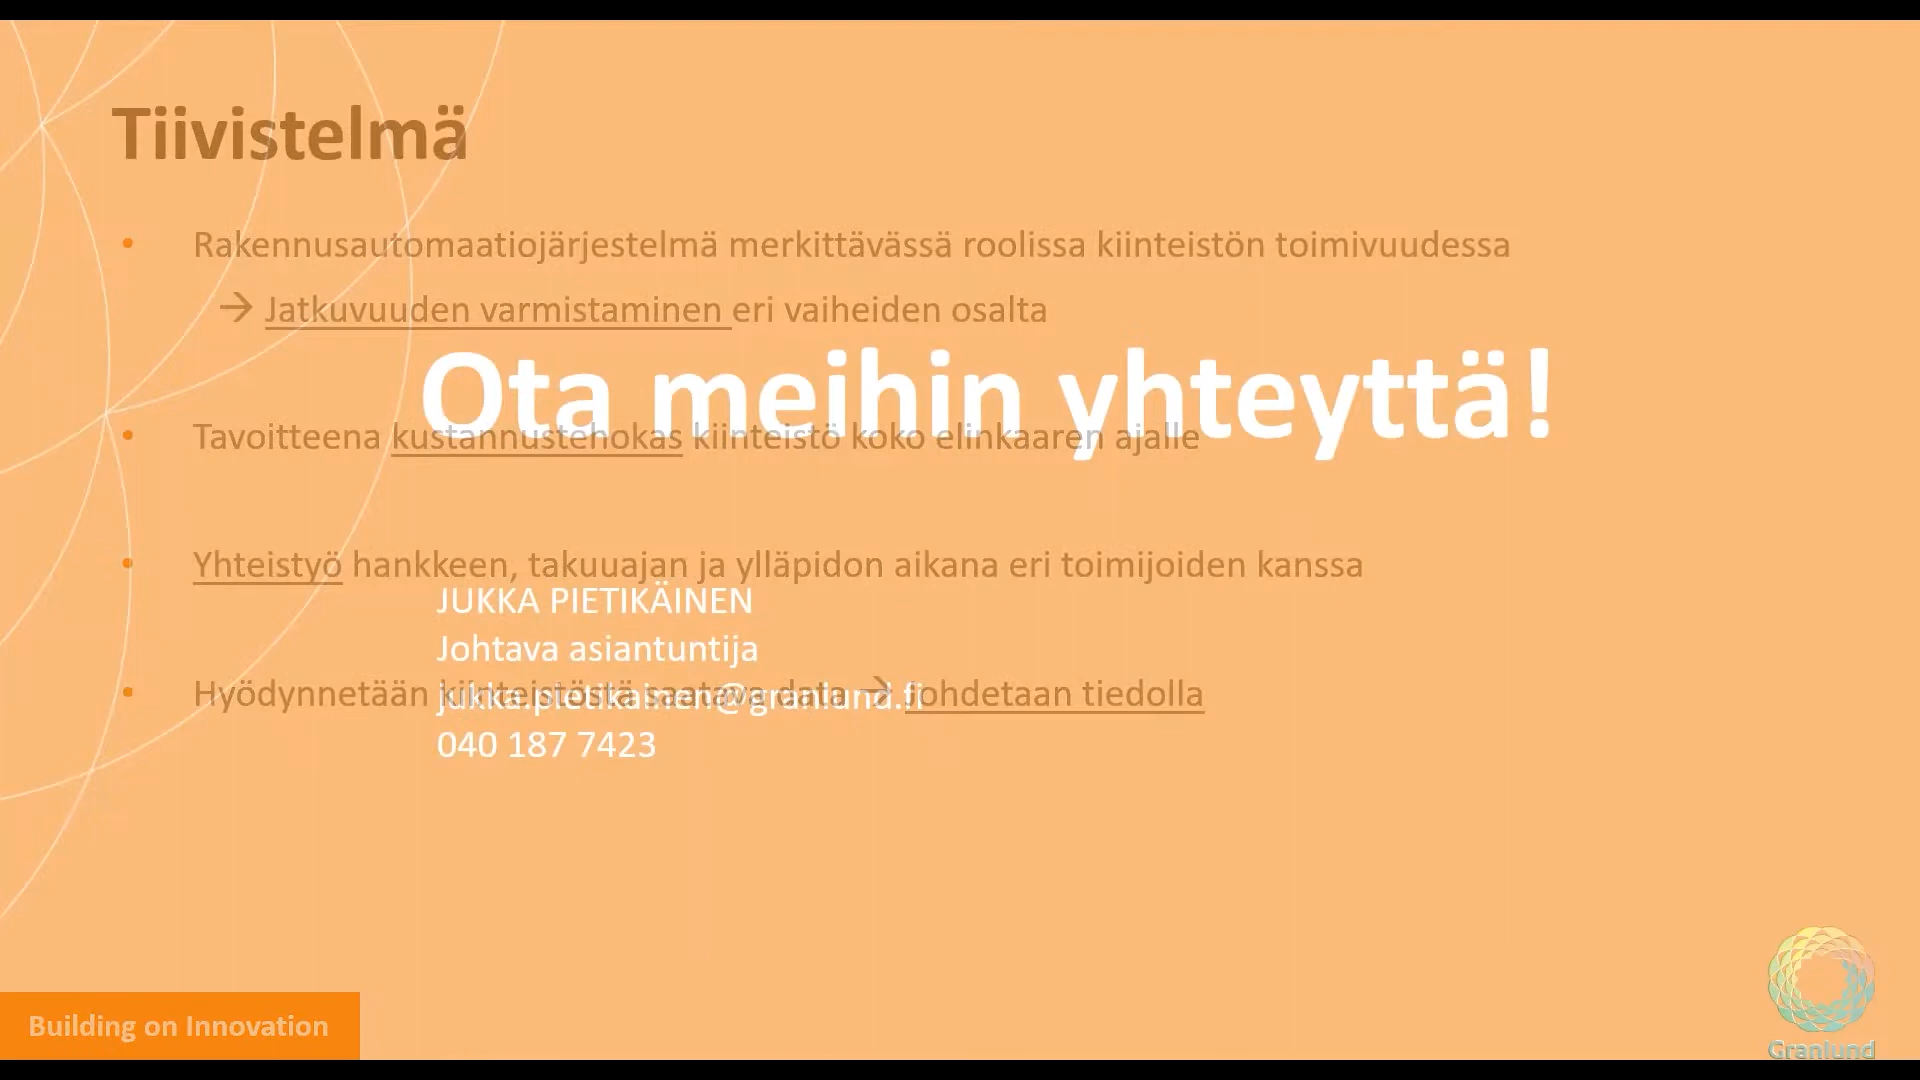 Tiivistelmä
• Rakennusautomaatiojärjestelmä merkittävässä roolissa kiinteistön toimivuudessa
→ Jatkuvuuden varmistaminen eri vaiheiden osalta
Ota meihin yhteyttä!
• Tavoitteena kustannustehokas kiinteistö koko elinkaaren ajalle
• Yhteistyö hankkeen, takuuajan ja ylläpidon aikana eri toimijoiden kanssa
JUKKA PIETIKÄINEN
Johtava asiantuntija
• Hyödynnetään kiinteistöstä saatava data → Johdetaan tiedolla
jukka.pietikainen@granlund.fi
040 187 7423
Building on Innovation
Granlund